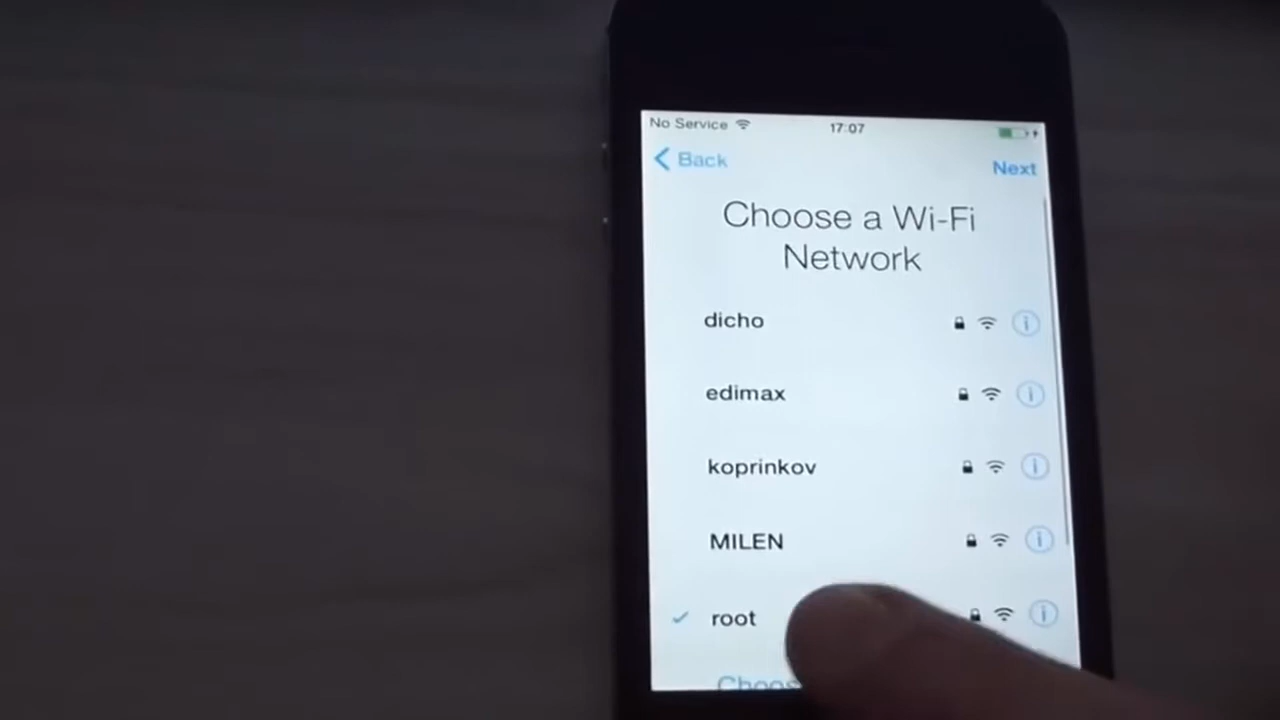 No Service 17:07
Back Next
Choose a Wi-Fi
Network
dicho
edimax
koprinkov
MILEN
root